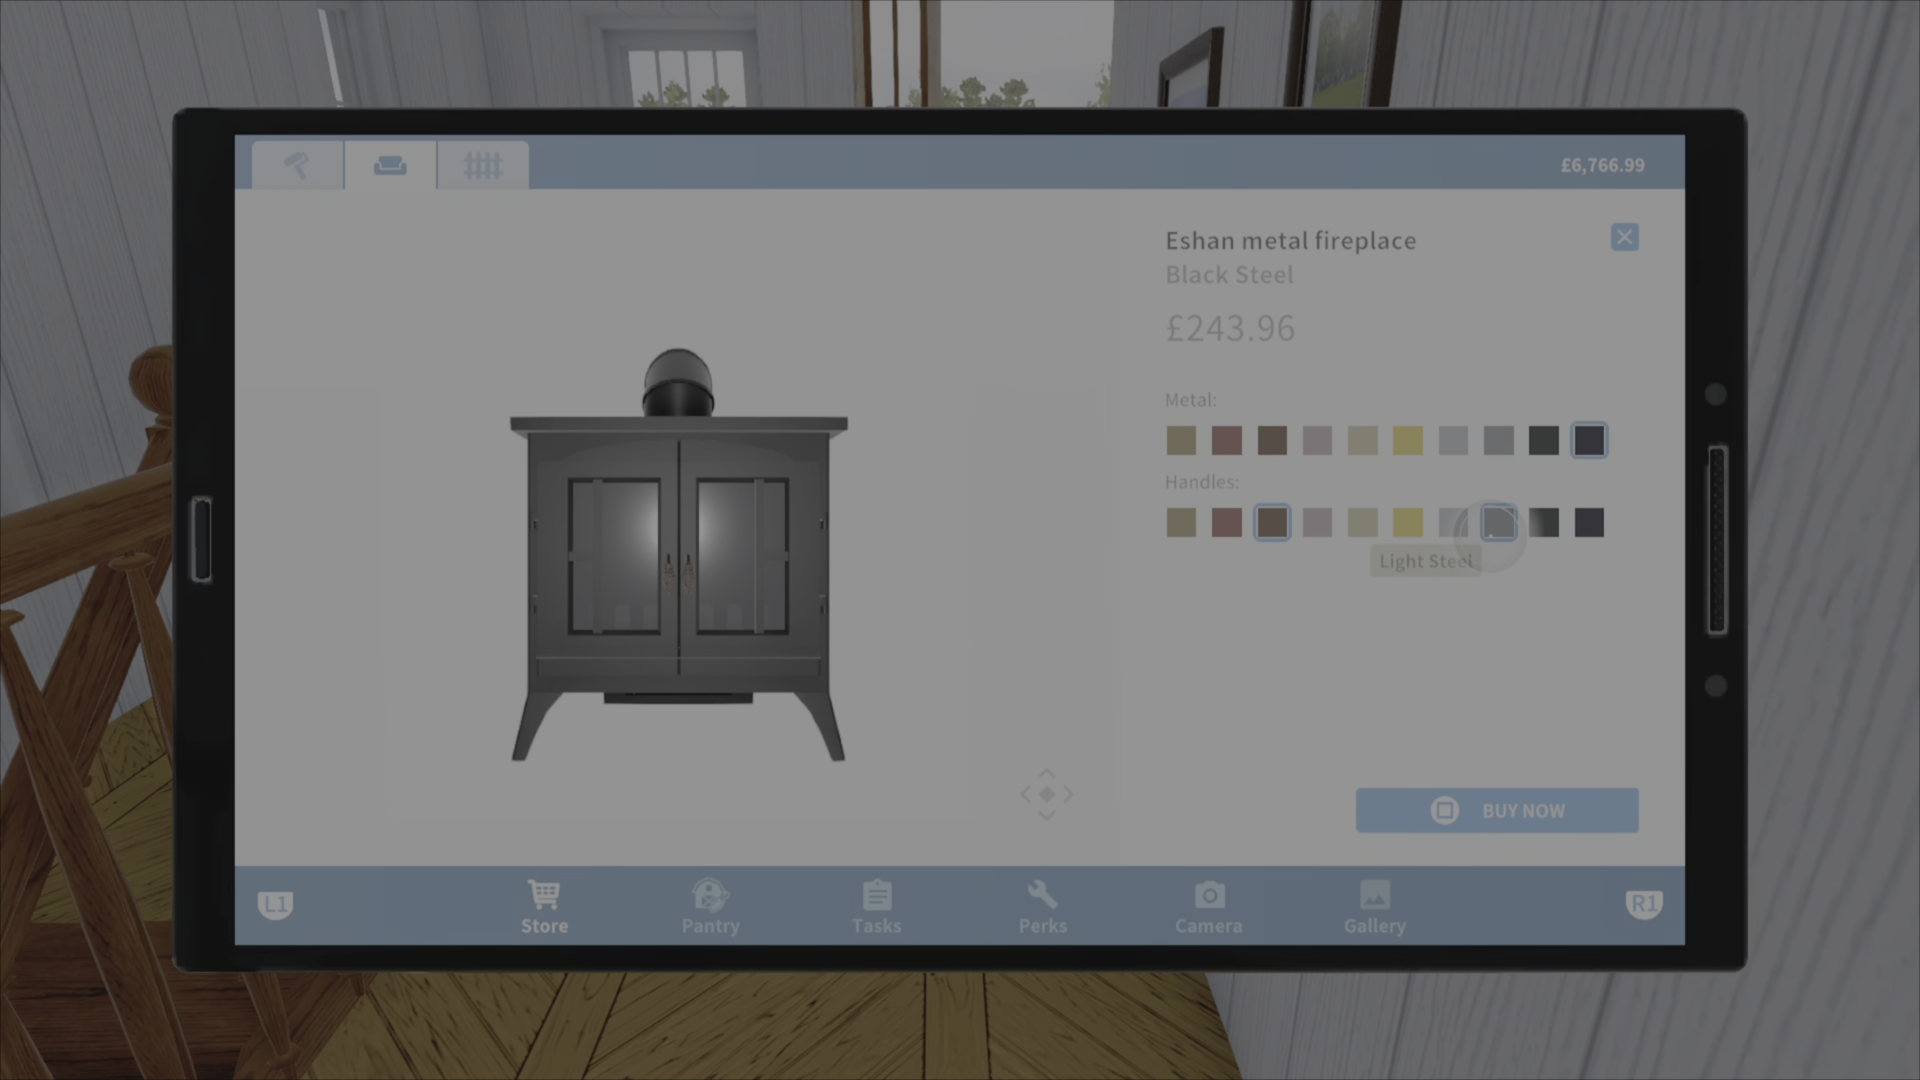 £6,766.99
Eshan metal fireplace
Black Steel
£243.96
Metal:
Handles:
Light Steel
BUY NOW
L1
Store
Pantry
Tasks
Perks
Camera
Gallery
R1